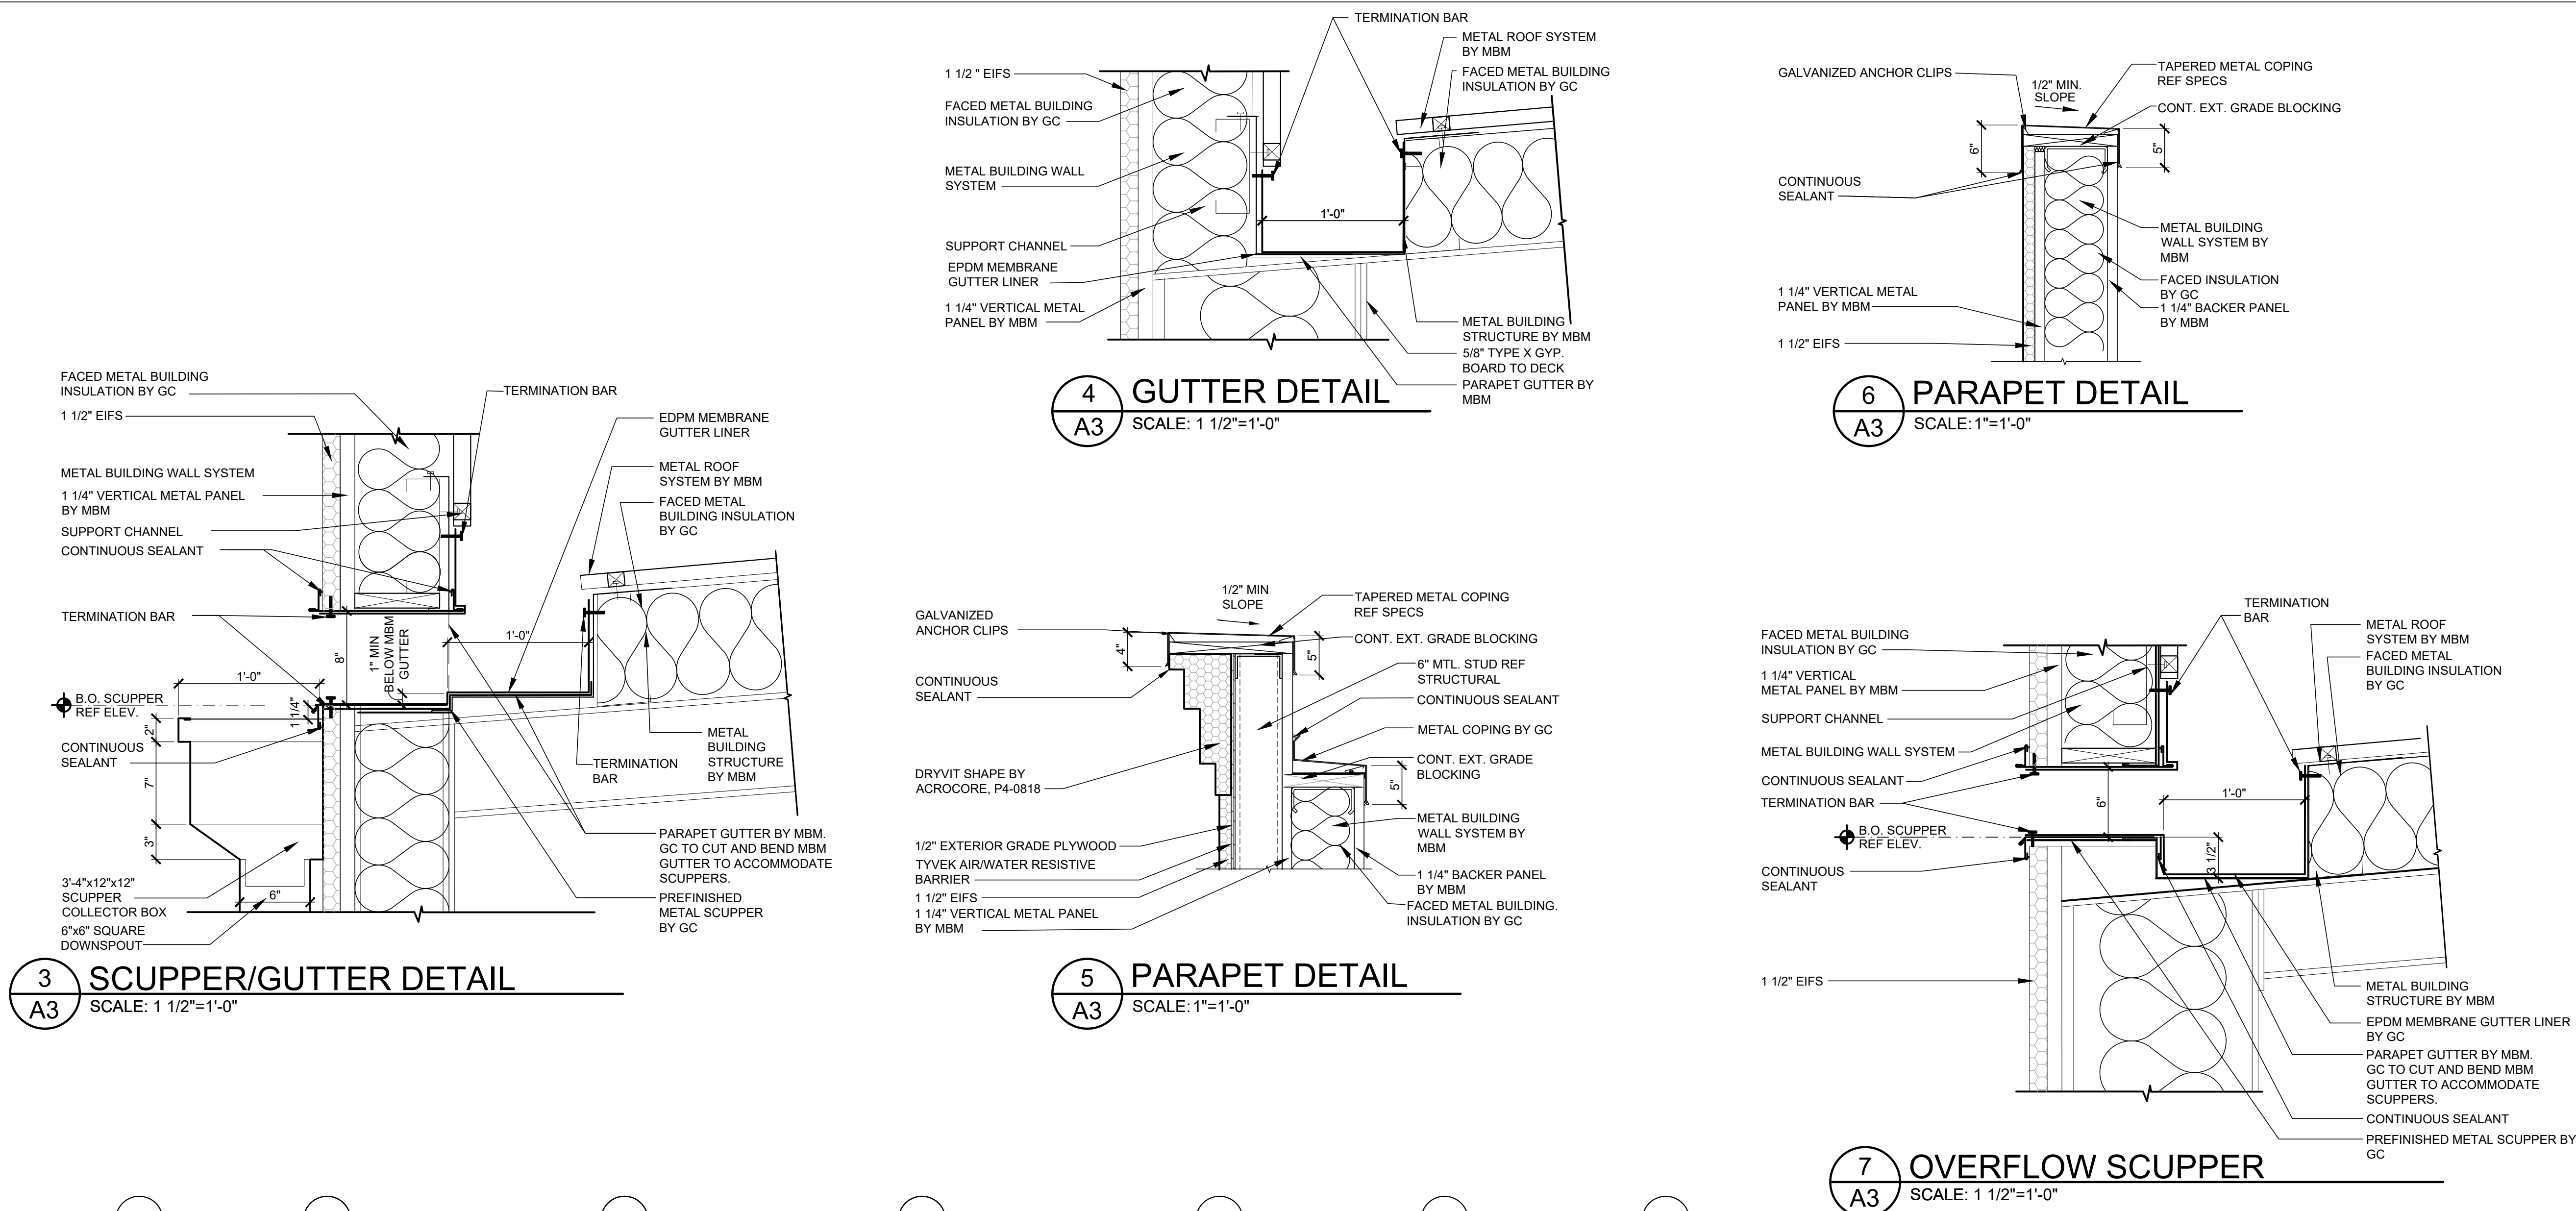 FACED METAL BUILDING
INSULATION BY GC
1 1/2" EIFS
METAL BUILDING WALL SYSTEM
1 1/4" VERTICAL METAL PANEL
BY MBM
SUPPORT CHANNEL
CONTINUOUS SEALANT
TERMINATION BAR
1'-0"
B.O. SCUPPER
REF ELEV.
2"
CONTINUOUS
SEALANT
7"
3"
3'-4"x12"x12"
SCUPPER
COLLECTOR BOX
6"x6" SQUARE
DOWNSPOUT
6"
8"
1" MIN
BELOW MBM
GUTTER
1 1/4"
1'-0"
TERMINATION BAR
EDPM MEMBRANE
GUTTER LINER
METAL ROOF
SYSTEM BY MBM
FACED METAL
BUILDING INSULATION
BY GC
METAL
BUILDING
STRUCTURE
BY MBM
TERMINATION
BAR
PARAPET GUTTER BY MBM.
GC TO CUT AND BEND MBM
GUTTER TO ACCOMMODATE
SCUPPERS.
PREFINISHED
METAL SCUPPER
BY GC
3
A3
SCUPPER/GUTTER DETAIL
SCALE: 1 1/2"=1'-0"
TERMINATION BAR
METAL ROOF SYSTEM
BY MBM
FACED METAL BUILDING
INSULATION BY GC
1 1/2 " EIFS
FACED METAL BUILDING
INSULATION BY GC
METAL BUILDING WALL
SYSTEM
SUPPORT CHANNEL
EPDM MEMBRANE
GUTTER LINER
1 1/4" VERTICAL METAL
PANEL BY MBM
1'-0"
METAL BUILDING
STRUCTURE BY MBM
5/8" TYPE X GYP.
BOARD TO DECK
PARAPET GUTTER BY
MBM
4
A3
GUTTER DETAIL
SCALE: 1 1/2"=1'-0"
1/2" MIN
SLOPE
GALVANIZED
ANCHOR CLIPS
4"
5"
CONTINUOUS
SEALANT
DRYVIT SHAPE BY
ACROCORE, P4-0818
1/2" EXTERIOR GRADE PLYWOOD
TYVEK AIR/WATER RESISTIVE
BARRIER
1 1/2" EIFS
1 1/4" VERTICAL METAL PANEL
BY MBM
TAPERED METAL COPING
REF SPECS
CONT. EXT. GRADE BLOCKING
6" MTL. STUD REF
STRUCTURAL
CONTINUOUS SEALANT
METAL COPING BY GC
CONT. EXT. GRADE
BLOCKING
5"
METAL BUILDING
WALL SYSTEM BY
MBM
1 1/4" BACKER PANEL
BY MBM
FACED METAL BUILDING.
INSULATION BY GC
5
A3
PARAPET DETAIL
SCALE: 1"=1'-0"
GALVANIZED ANCHOR CLIPS
1/2" MIN.
SLOPE
TAPERED METAL COPING
REF SPECS
CONT. EXT. GRADE BLOCKING
6"
5"
CONTINUOUS
SEALANT
METAL BUILDING
WALL SYSTEM BY
MBM
FACED INSULATION
BY GC
1 1/4" BACKER PANEL
BY MBM
1 1/4" VERTICAL METAL
PANEL BY MBM
1 1/2" EIFS
6
A3
PARAPET DETAIL
SCALE: 1"=1'-0"
TERMINATION
BAR
METAL ROOF
SYSTEM BY MBM
FACED METAL
BUILDING INSULATION
BY GC
FACED METAL BUILDING
INSULATION BY GC
1 1/4" VERTICAL
METAL PANEL BY MBM
SUPPORT CHANNEL
METAL BUILDING WALL SYSTEM
CONTINUOUS SEALANT
TERMINATION BAR
B.O. SCUPPER
REF ELEV.
CONTINUOUS
SEALANT
1 1/2" EIFS
6"
1'-0"
3 1/2"
METAL BUILDING
STRUCTURE BY MBM
EPDM MEMBRANE GUTTER LINER
BY GC
PARAPET GUTTER BY MBM.
GC TO CUT AND BEND MBM
GUTTER TO ACCOMMODATE
SCUPPERS.
CONTINUOUS SEALANT
PREFINISHED METAL SCUPPER BY
GC
7
A3
OVERFLOW SCUPPER
SCALE: 1 1/2"=1'-0"